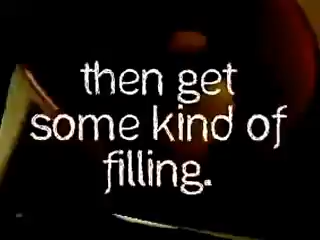 then get
some kind of
filling.